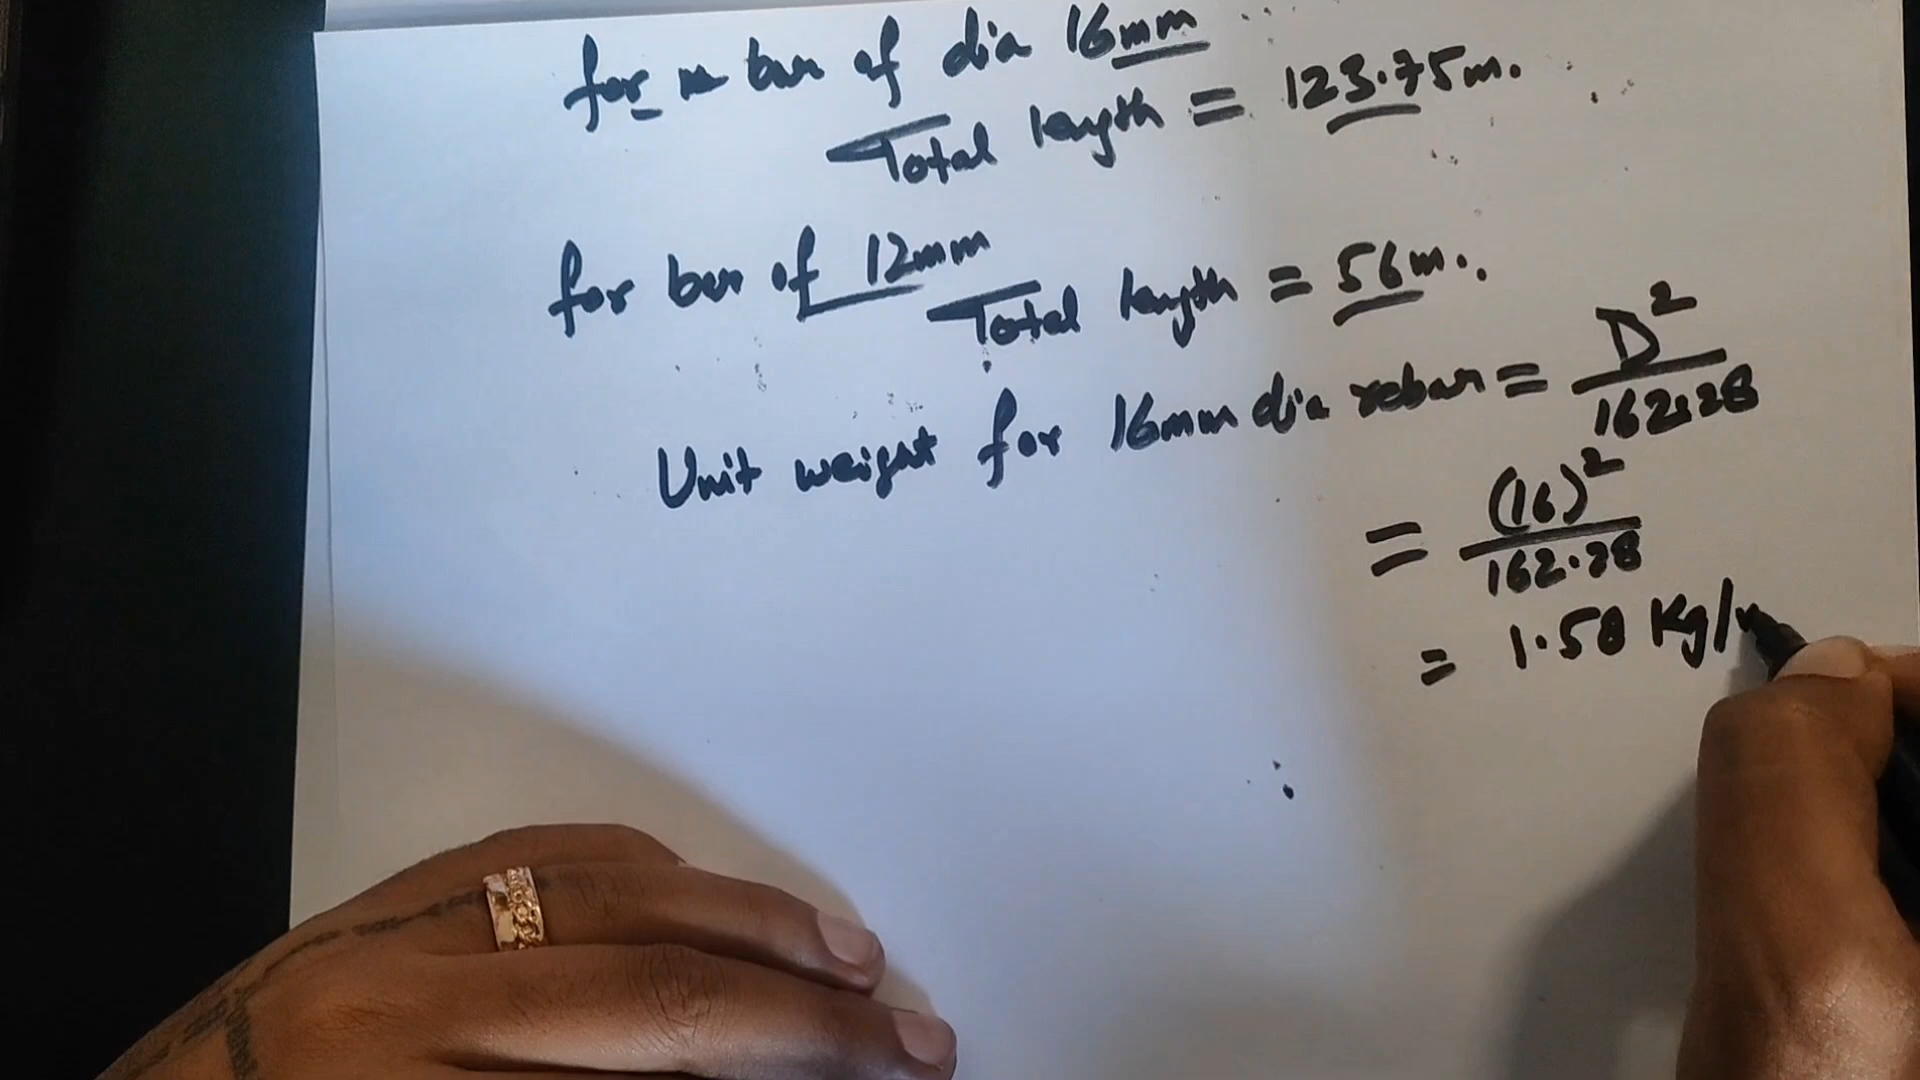 for bar of dia 16mm
Total length = 123.75m.
for bar of 12mm
Total length = 56m.
Unit weight for 16mm dia rebar = D²/162.28
= (16)²/162.28
= 1.58 Kg/m